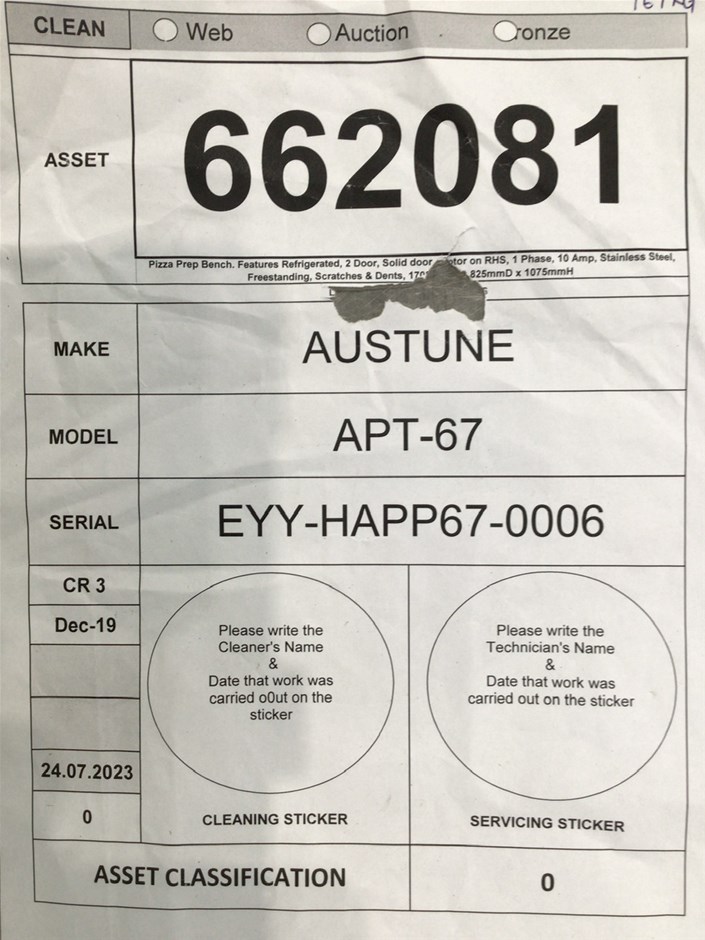 CLEAN Web Auction ronze
ASSET 662081
Pizza Prep Bench. Features Refrigerated, 2 Door, Solid door on RHS, 1 Phase, 10 Amp, Stainless Steel,
Freestanding, Scratches & Dents, 825mmD x 1075mmH
MAKE AUSTUNE
MODEL APT-67
SERIAL EYY-HAPP67-0006
CR 3
Dec-19
24.07.2023
0
Please write the
Cleaner's Name
&
Date that work was
carried o0ut on the
sticker
CLEANING STICKER
Please write the
Technician's Name
&
Date that work was
carried out on the sticker
SERVICING STICKER
ASSET CLASSIFICATION 0